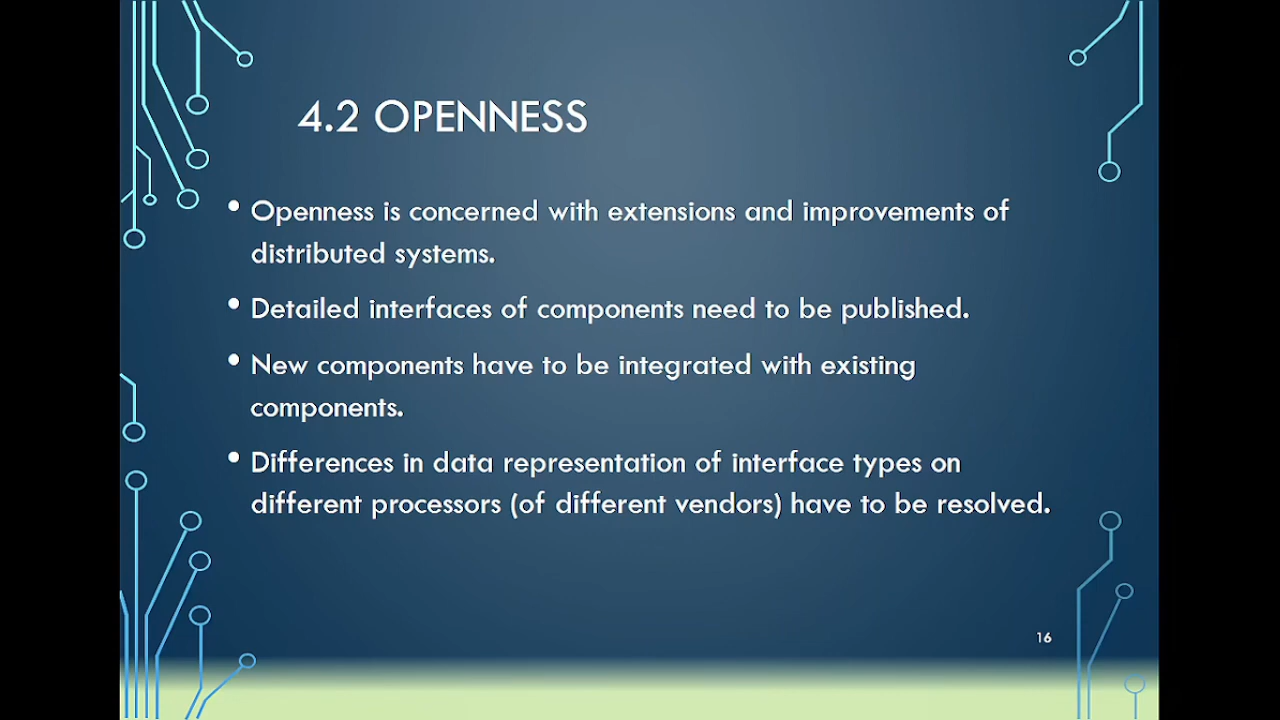 4.2 OPENNESS
• Openness is concerned with extensions and improvements of
distributed systems.
• Detailed interfaces of components need to be published.
• New components have to be integrated with existing
components.
• Differences in data representation of interface types on
different processors (of different vendors) have to be resolved.
16